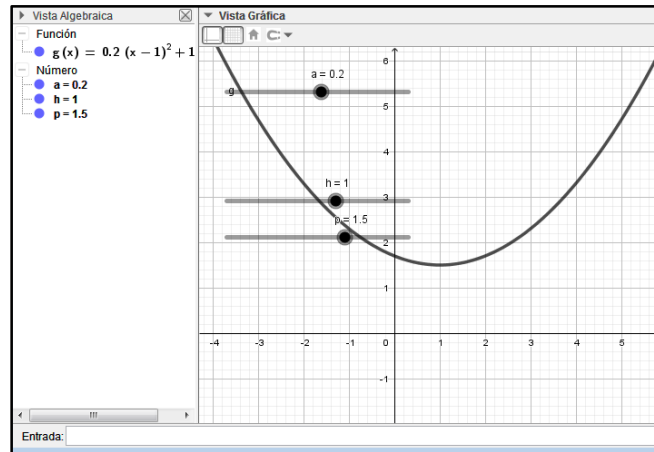 Vista Algebraica
Función
g(x) = 0.2 (x − 1)² + 1
Número
a = 0.2
h = 1
p = 1.5
Vista Gráfica
a = 0.2
g
h = 1
p = 1.5
6
5
4
3
2
1
-1
-4 -3 -2 -1 0 1 2 3 4 5
Entrada: